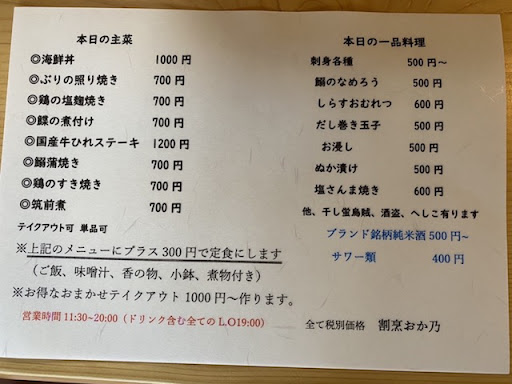 本日の主菜
◎海鮮丼 1000円
◎ぶりの照り焼き 700円
◎鶏の塩麹焼き 700円
◎鰈の煮付け 700円
◎国産牛ひれステーキ 1200円
◎鰯蒲焼き 700円
◎鶏のすき焼き 700円
◎筑前煮 700円
テイクアウト可 単品可
※上記のメニューにプラス300円で定食にします
（ご飯、味噌汁、香の物、小鉢、煮物付き）
※お得なおまかせテイクアウト1000円～作ります。
営業時間11:30~20:00（ドリンク含む全てのL.O19:00）
本日の一品料理
刺身各種 500円～
鰯のなめろう 500円
しらすおむれつ 600円
だし巻き玉子 500円
お浸し 500円
ぬか漬け 500円
塩さんま焼き 600円
他、干し蛍烏賊、酒盗、へしこ有ります
ブランド銘柄純米酒500円~
サワー類 400円
全て税別価格 割烹おか乃